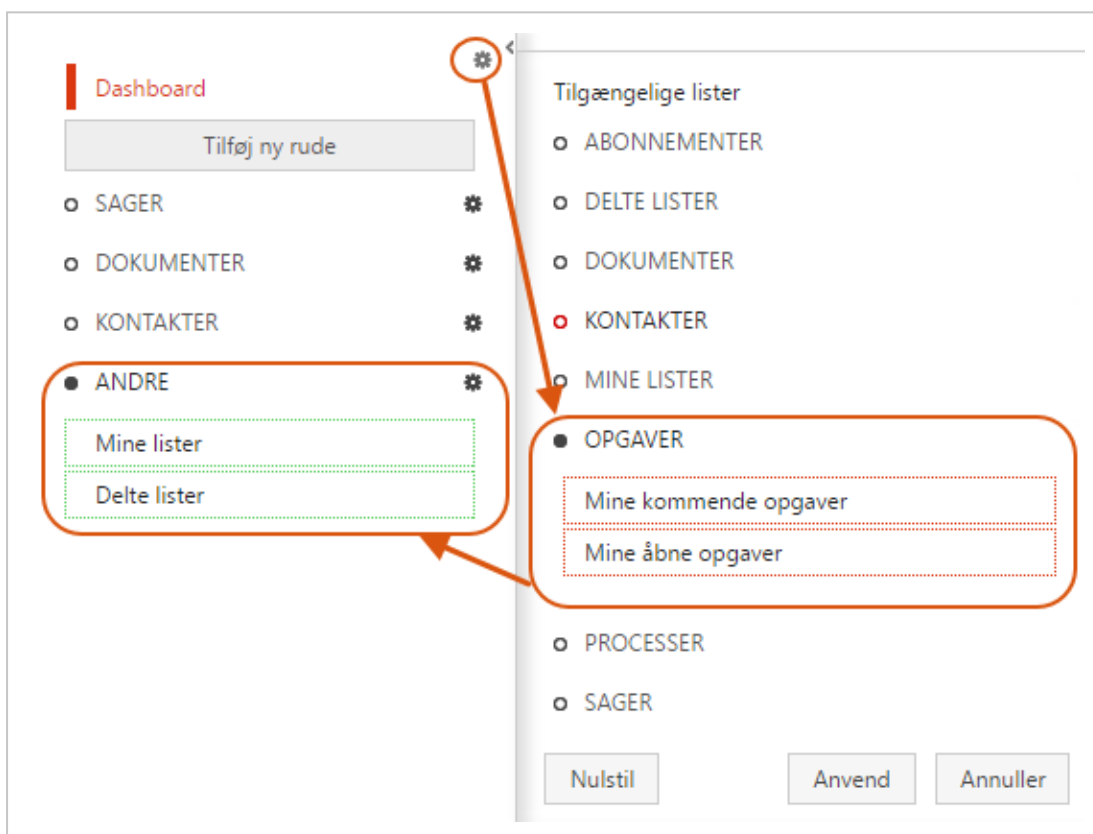 Dashboard
Tilføj ny rude
SAGER
DOKUMENTER
KONTAKTER
ANDRE
Mine lister
Delte lister
Tilgængelige lister
ABONNEMENTER
DELTE LISTER
DOKUMENTER
KONTAKTER
MINE LISTER
OPGAVER
Mine kommende opgaver
Mine åbne opgaver
PROCESSER
SAGER
Nulstil
Anvend
Annuller